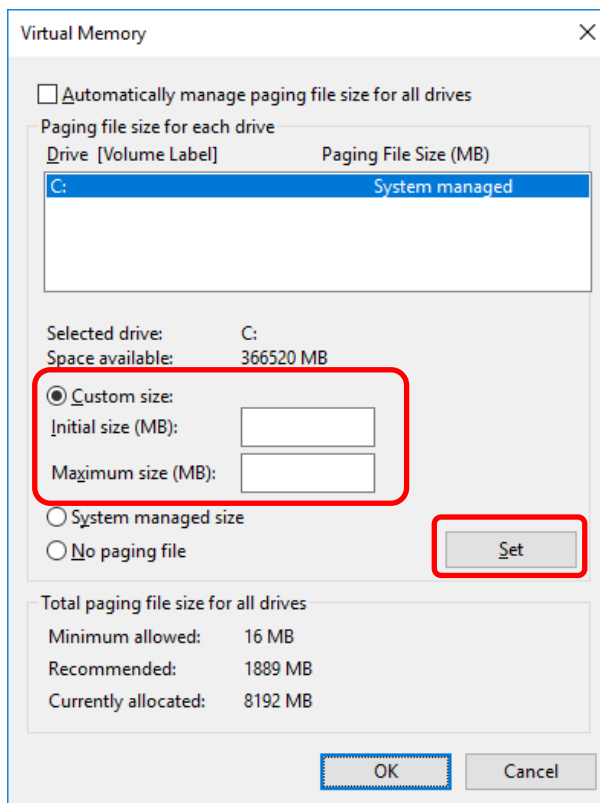 Virtual Memory
Automatically manage paging file size for all drives
Paging file size for each drive
Drive [Volume Label] Paging File Size (MB)
C: System managed
Selected drive: C:
Space available: 366520 MB
Custom size:
Initial size (MB):
Maximum size (MB):
System managed size
No paging file Set
Total paging file size for all drives
Minimum allowed: 16 MB
Recommended: 1889 MB
Currently allocated: 8192 MB
OK Cancel